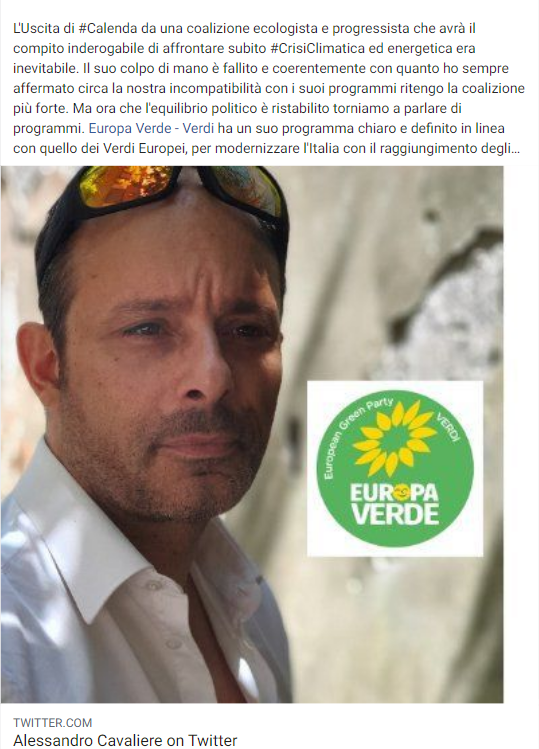 L'Uscita di #Calenda da una coalizione ecologista e progressista che avrà il
compito inderogabile di affrontare subito #CrisiClimatica ed energetica era
inevitabile. Il suo colpo di mano è fallito e coerentemente con quanto ho sempre
affermato circa la nostra incompatibilità con i suoi programmi ritengo la coalizione
più forte. Ma ora che l'equilibrio politico è ristabilito torniamo a parlare di
programmi. Europa Verde - Verdi ha un suo programma chiaro e definito in linea
con quello dei Verdi Europei, per modernizzare l'Italia con il raggiungimento degli...
European Green Party
VERDI
EUROPA
VERDE
TWITTER.COM
Alessandro Cavaliere on Twitter